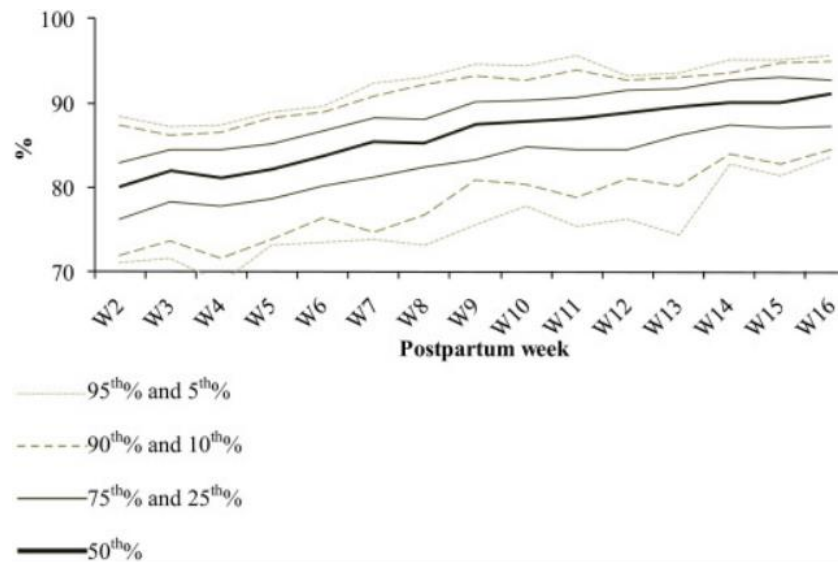 100
90
80
70
%
W2 W3 W4 W5 W6 W7 W8 W9 W10 W11 W12 W13 W14 W15 W16
Postpartum week
95th% and 5th%
90th% and 10th%
75th% and 25th%
50th%